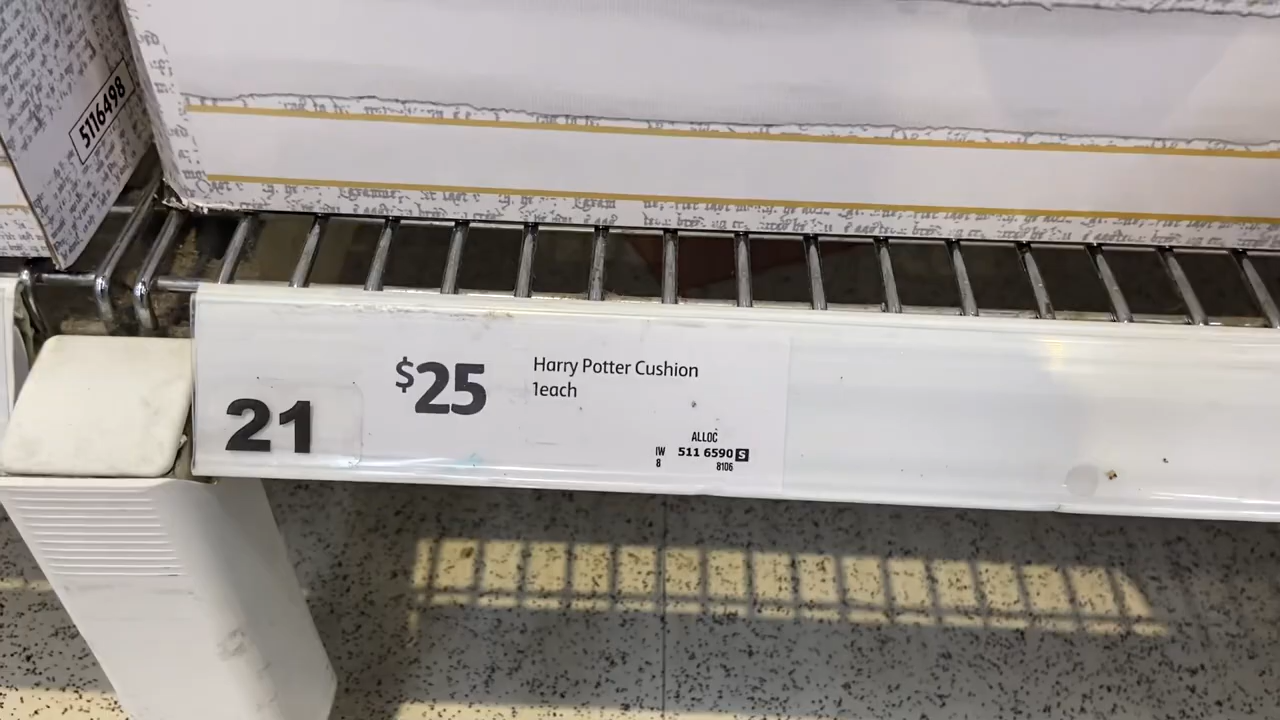 5116498
21
$25
Harry Potter Cushion
1each
ALLOC
IW 511 6590 S
8 8106